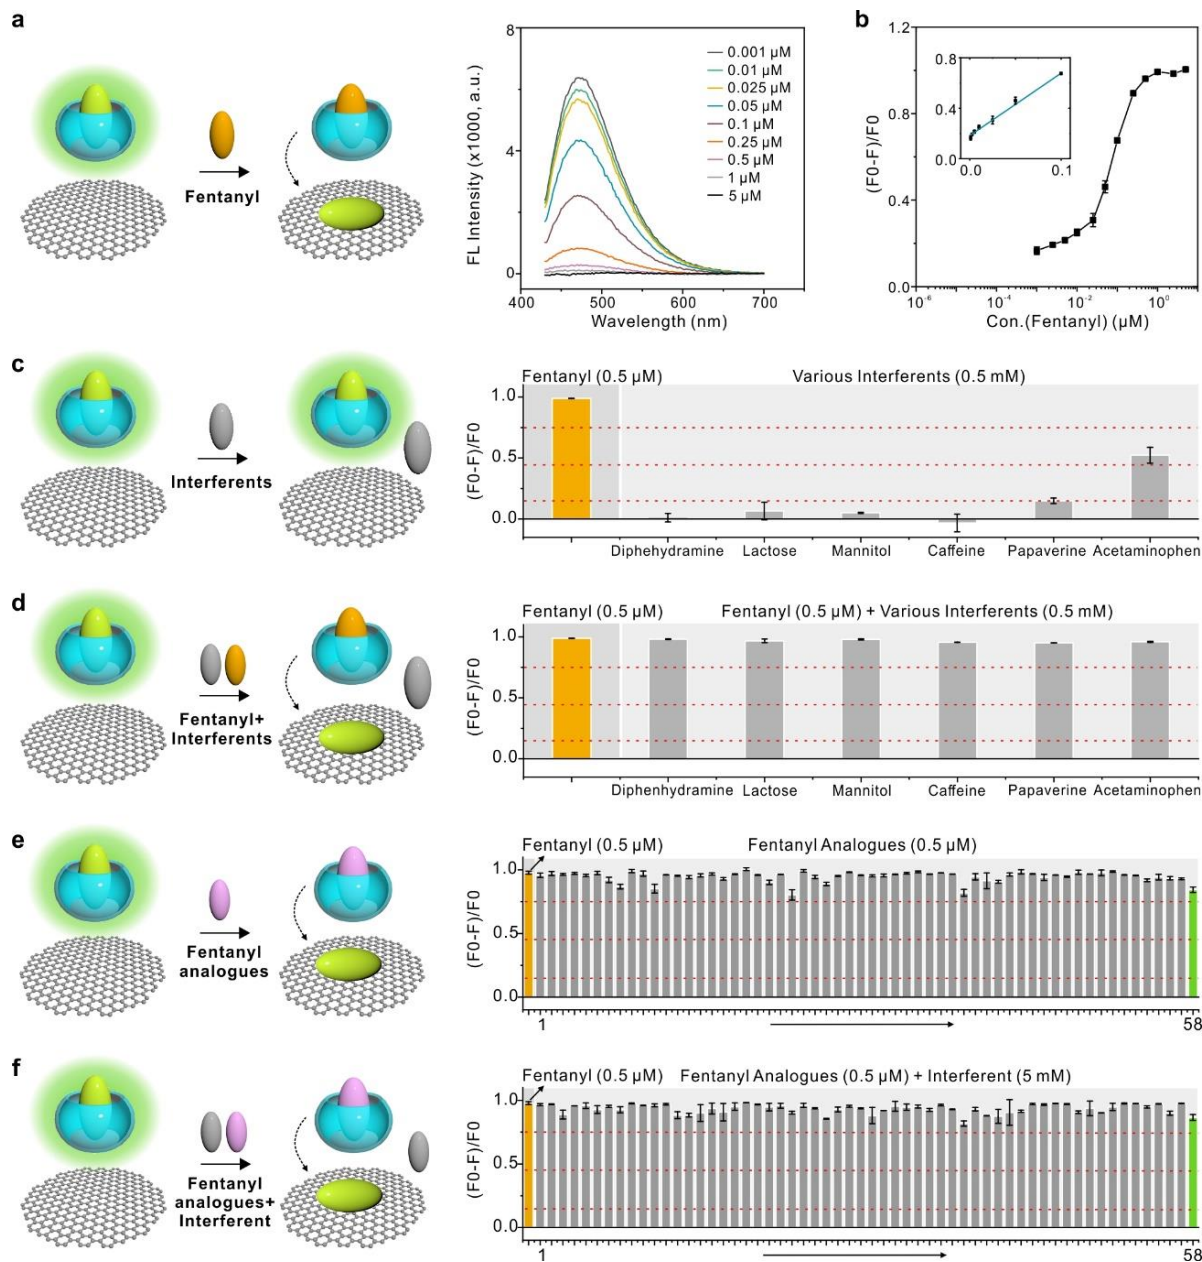 a
Fentanyl
FL Intensity (x1000, a.u.)
8
4
0
400
500
600
700
Wavelength (nm)
0.001 µM
0.01 µM
0.025 µM
0.05 µM
0.1 µM
0.25 µM
0.5 µM
1 µM
5 µM
b
(F0-F)/F0
1.2
0.8
0.4
0.0
0.8
0.4
0.0
0.0
0.1
10⁻⁶
10⁻⁴
10⁻²
10⁰
Con.(Fentanyl) (µM)
c
Interferents
Fentanyl (0.5 µM)
Various Interferents (0.5 mM)
(F0-F)/F0
1.0
0.5
0.0
Diphehydramine
Lactose
Mannitol
Caffeine
Papaverine
Acetaminophen
d
Fentanyl+
Interferents
Fentanyl (0.5 µM)
Fentanyl (0.5 µM) + Various Interferents (0.5 mM)
(F0-F)/F0
1.0
0.5
0.0
Diphenhydramine
Lactose
Mannitol
Caffeine
Papaverine
Acetaminophen
e
Fentanyl
analogues
Fentanyl (0.5 µM)
Fentanyl Analogues (0.5 µM)
(F0-F)/F0
1.0
0.5
0.0
1
58
f
Fentanyl
analogues+
Interferent
Fentanyl (0.5 µM)
Fentanyl Analogues (0.5 µM) + Interferent (5 mM)
(F0-F)/F0
1.0
0.5
0.0
1
58